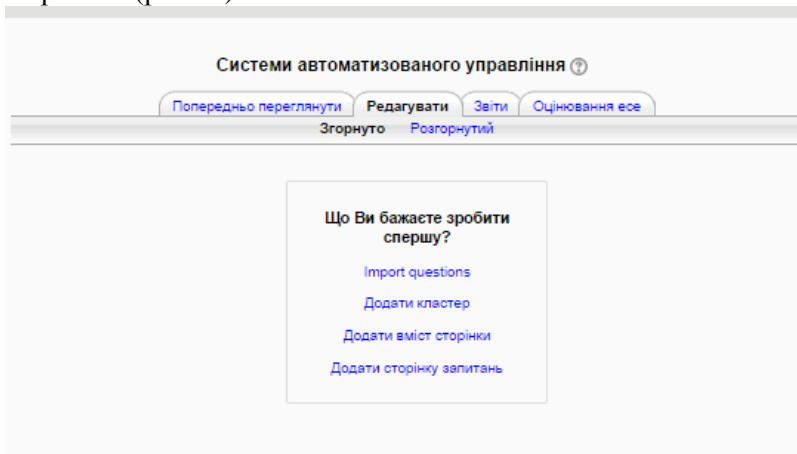 Системи автоматизованого управління
Попередньо переглянути Редагувати Звіти Оцінювання есе
Згорнуто Розгорнутий
Що Ви бажаєте зробити
спершу?
Import questions
Додати кластер
Додати вміст сторінки
Додати сторінку запитань